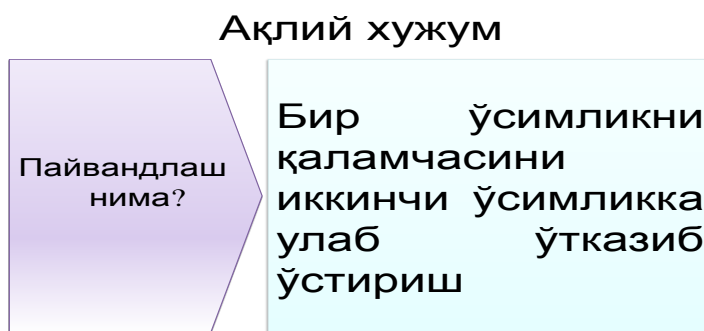 Ақлий хужум
Пайвандлаш
нима?
Бир ўсимликни
қаламчасини
иккинчи ўсимликка
улаб ўтказиб
ўстириш